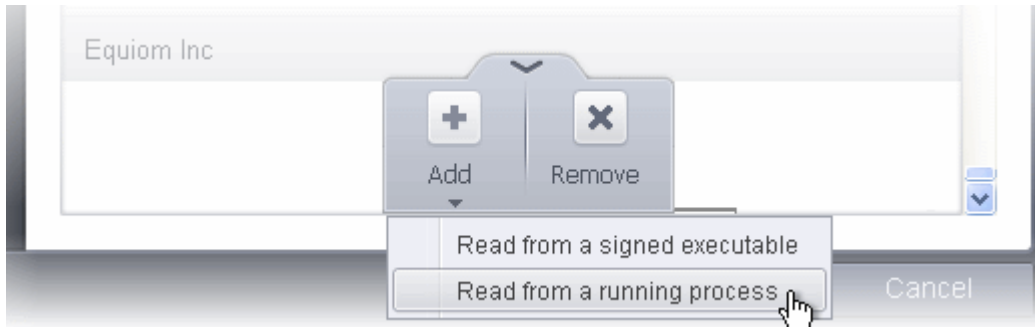 Equiom Inc
Add
Remove
Read from a signed executable
Read from a running process
Cancel